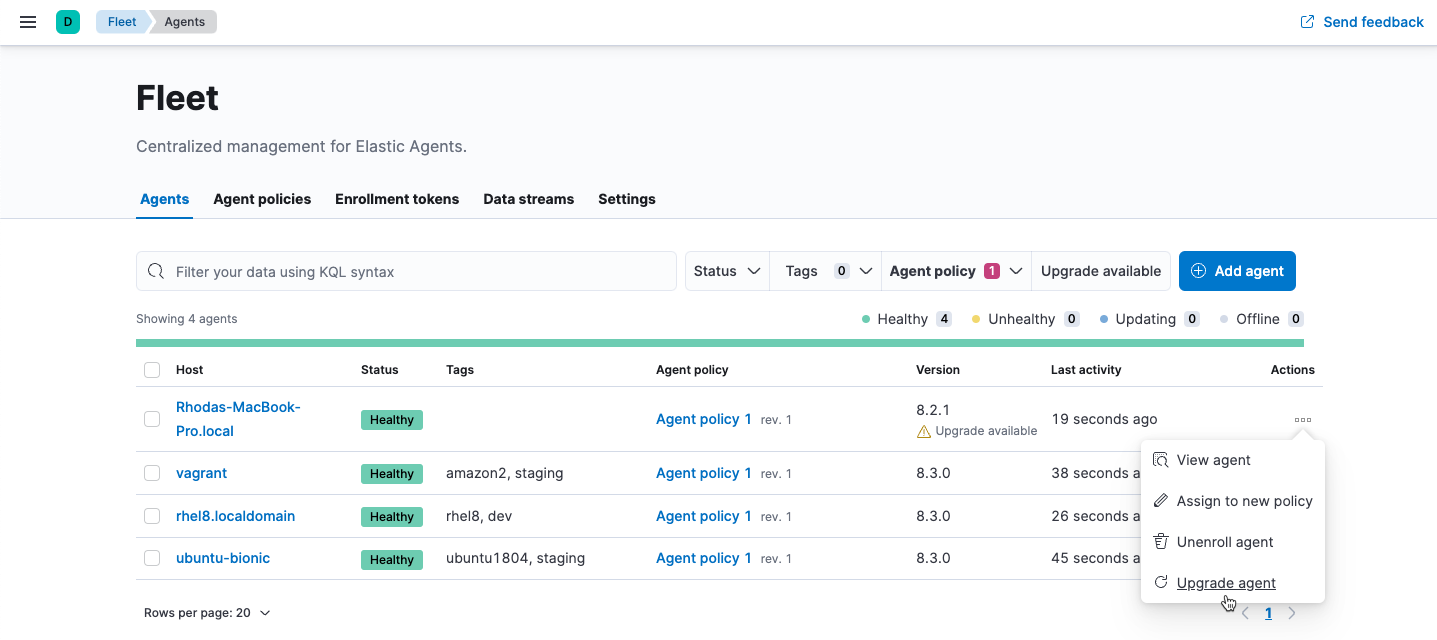 D Fleet Agents Send feedback
Fleet
Centralized management for Elastic Agents.
Agents Agent policies Enrollment tokens Data streams Settings
Filter your data using KQL syntax Status Tags 0 Agent policy 1 Upgrade available Add agent
Showing 4 agents Healthy 4 Unhealthy 0 Updating 0 Offline 0
Host Status Tags Agent policy Version Last activity Actions
Rhodas-MacBook-
Pro.local Healthy Agent policy 1 rev. 1 8.2.1 19 seconds ago
Upgrade available
View agent
vagrant Healthy amazon2, staging Agent policy 1 rev. 1 8.3.0 38 seconds a
Assign to new policy
rhel8.localdomain Healthy rhel8, dev Agent policy 1 rev. 1 8.3.0 26 seconds a
Unenroll agent
ubuntu-bionic Healthy ubuntu1804, staging Agent policy 1 rev. 1 8.3.0 45 seconds a
Upgrade agent
Rows per page: 20 1